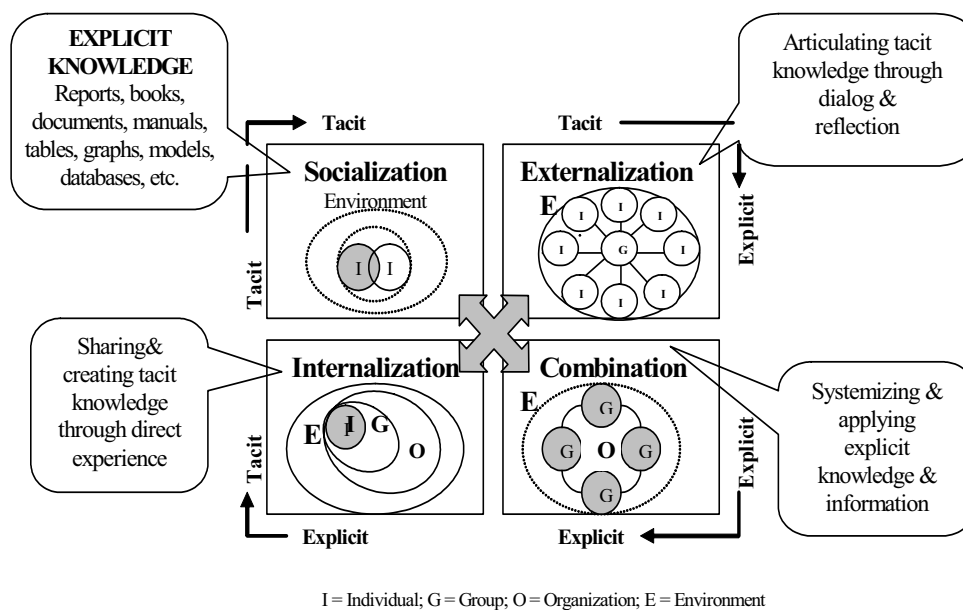 EXPLICIT
KNOWLEDGE
Reports, books,
documents, manuals,
tables, graphs, models,
databases, etc.
Articulating tacit
knowledge through
dialog &
reflection
Tacit
Tacit
Socialization
Environment
I
I
Tacit
Externalization
E
I
I
I
I
G
I
I
I
I
Explicit
Sharing&
creating tacit
knowledge
through direct
experience
Internalization
E
I
G
O
Tacit
Explicit
Combination
E
G
G
O
G
G
Explicit
Explicit
Systemizing &
applying
explicit
knowledge &
information
I = Individual; G = Group; O = Organization; E = Environment